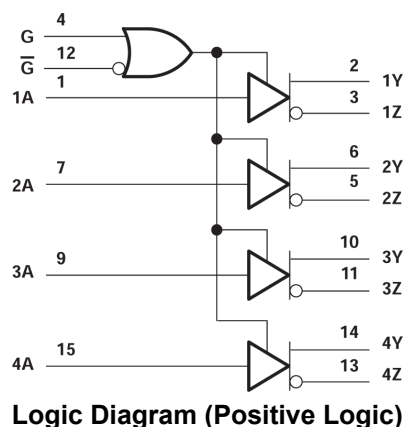 G 4
G̅ 12
1A 1
2 1Y
3 1Z
2A 7
6 2Y
5 2Z
3A 9
10 3Y
11 3Z
4A 15
14 4Y
13 4Z
Logic Diagram (Positive Logic)